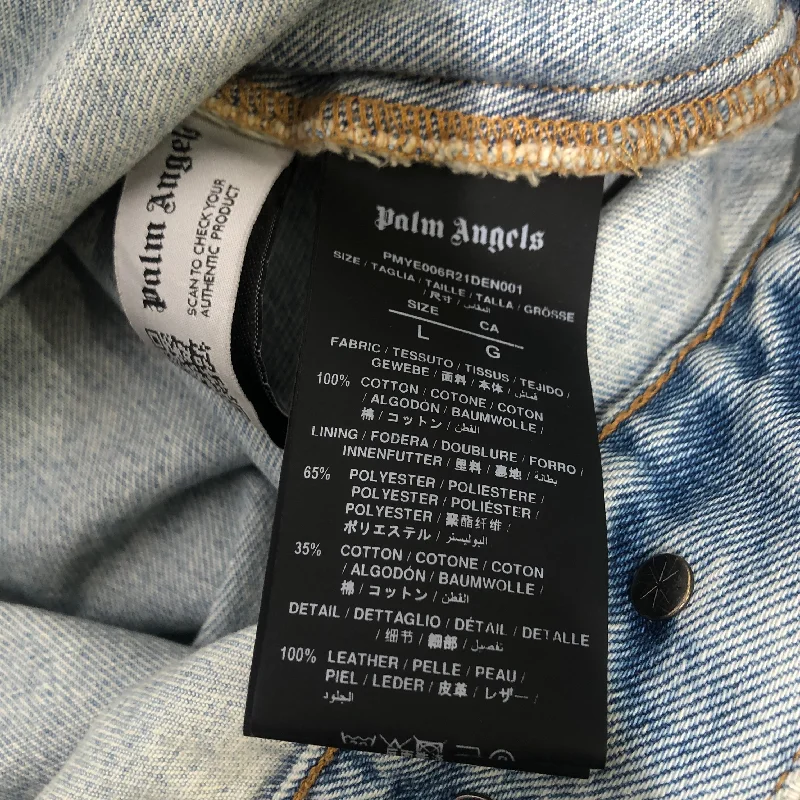 Palm Angels
SCAN TO CHECK YOUR
AUTHENTIC PRODUCT
Palm Angels
PMYE006R21DEN001
SIZE / TAGLIA / TAILLE / TALLA / GRÖSSE
/ 尺寸 / المقاس
SIZE CA
L G
FABRIC / TESSUTO / TISSUS / TEJIDO /
GEWEBE / 面料 / 本体 / قماش
100% COTTON / COTONE / COTON
/ ALGODÓN / BAUMWOLLE /
棉 / コットン / القطن
LINING / FODERA / DOUBLURE / FORRO /
INNENFUTTER / 里料 / 裏地 / بطانة
65% POLYESTER / POLIESTERE /
POLYESTER / POLIÉSTER /
POLYESTER / 聚酯纤维 /
ポリエステル / البوليستر
35% COTTON / COTONE / COTON
/ ALGODÓN / BAUMWOLLE /
棉 / コットン / القطن
DETAIL / DETTAGLIO / DÉTAIL / DETALLE
/ 细节 / 細部 / تفصيل
100% LEATHER / PELLE / PEAU /
PIEL / LEDER / 皮革 / レザー /
الجلود